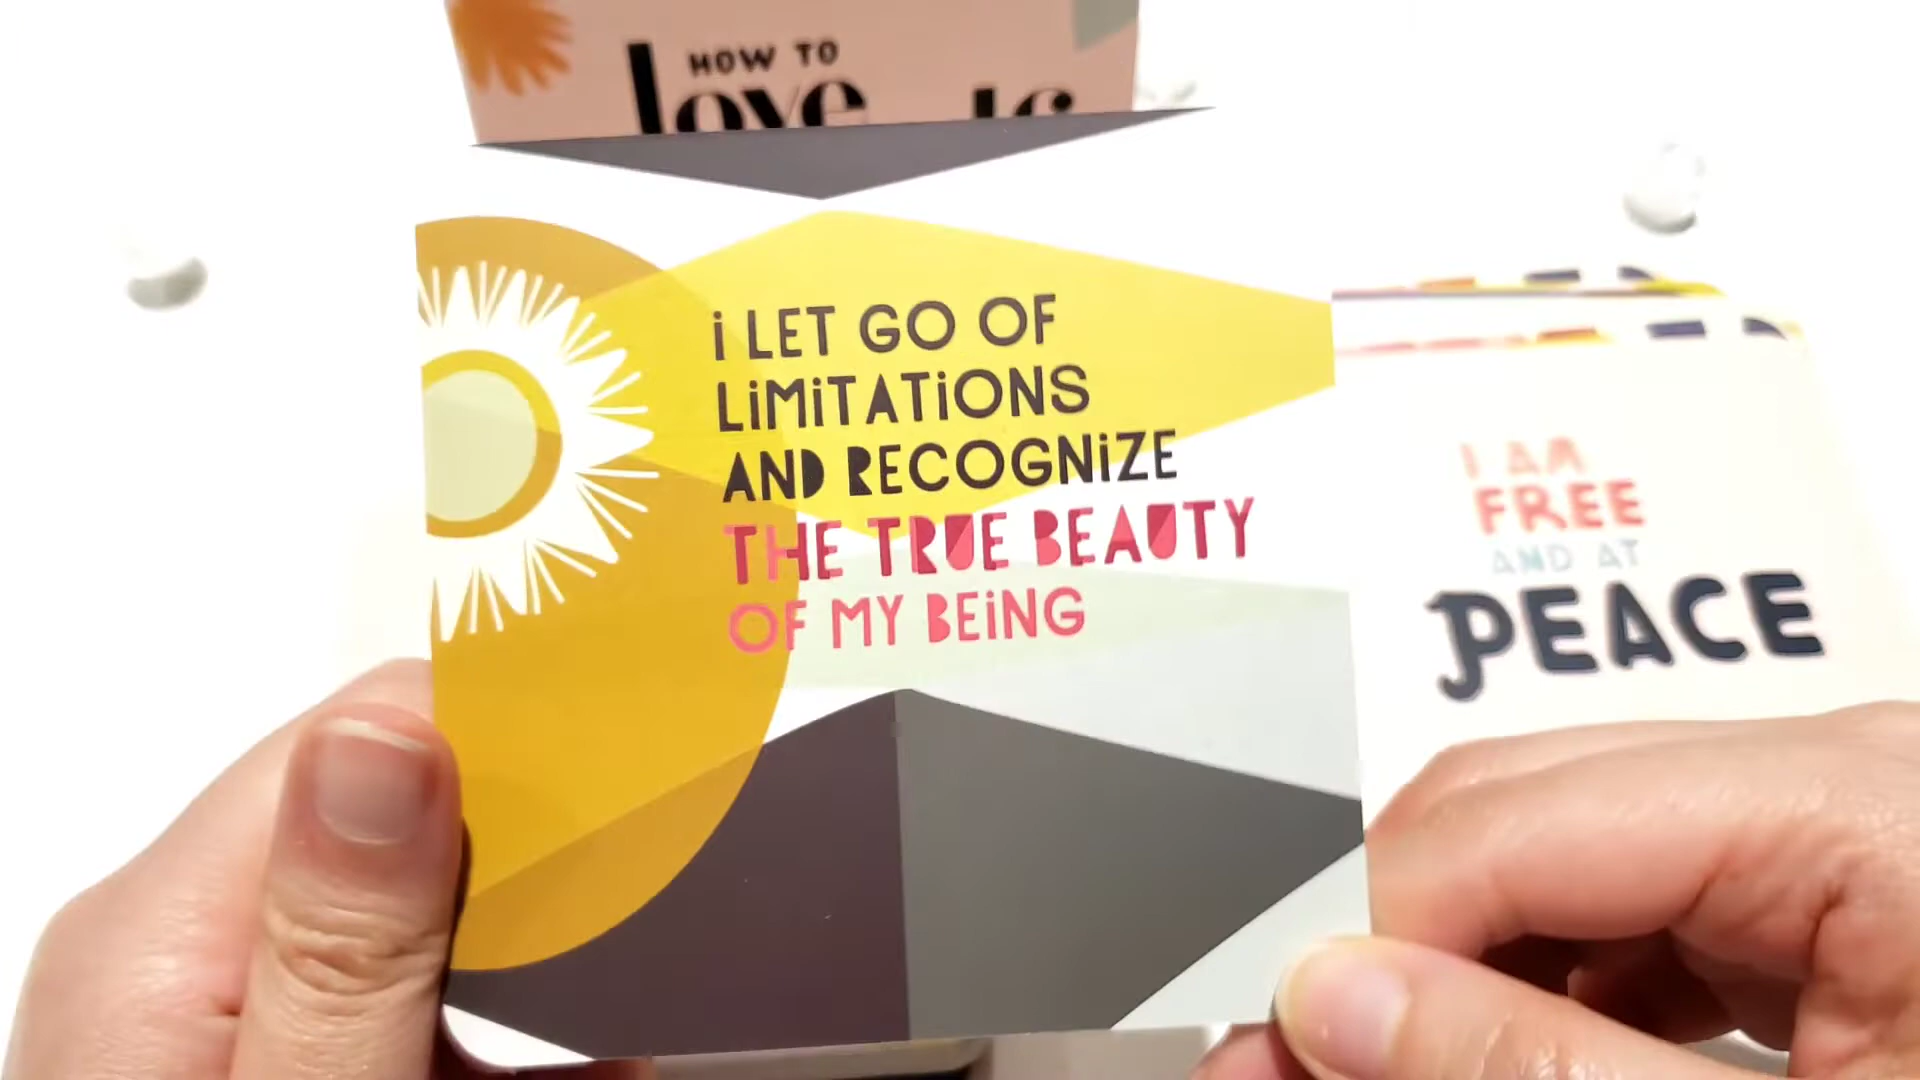 HOW TO
love
i LET GO OF
LiMiTATiONS
AND RECOGNiZE
THE TRUE BEAUTY
OF MY BEiNG
I AM
FREE
AND AT
PEACE